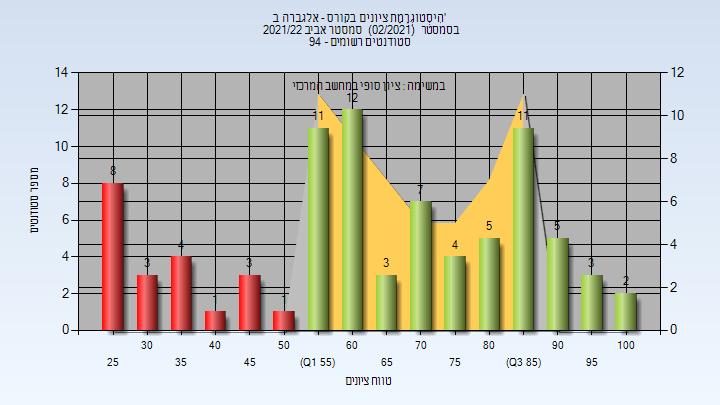 היסטוגרמת ציונים בקורס - אלגברה ב'
בסמסטר (02/2021) סמסטר אביב 2021/22
סטודנטים רשומים - 94
במשימה : ציון סופי במחשב המרכזי
מספר סטודנטים
14 12 10 8 6 4 2 0
12 10 8 6 4 2 0
8 3 4 1 3 1 11 12 3 7 4 5 11 5 3 2
30 40 50 60 70 80 90 100
25 35 45 (Q1 55) 65 75 (Q3 85) 95
טווח ציונים